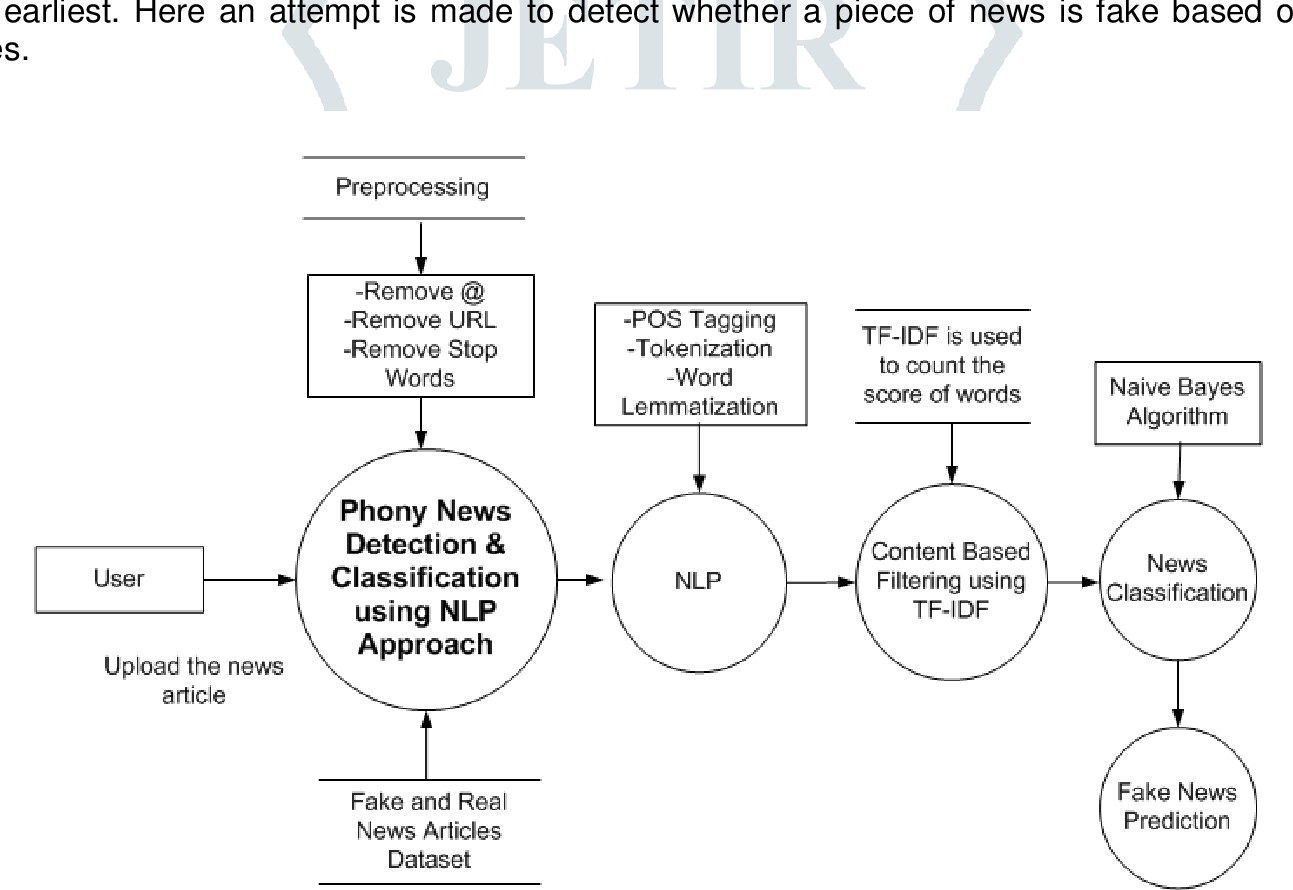 earliest. Here an attempt is made to detect whether a piece of news is fake based o
es.
JETIR
Preprocessing
-Remove @
-Remove URL
-Remove Stop
Words
-POS Tagging
-Tokenization
-Word
Lemmatization
TF-IDF is used
to count the
score of words
Naive Bayes
Algorithm
User
Upload the news
article
Phony News
Detection &
Classification
using NLP
Approach
NLP
Content Based
Filtering using
TF-IDF
News
Classification
Fake and Real
News Articles
Dataset
Fake News
Prediction